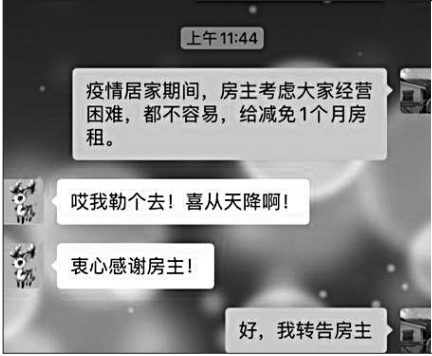 上午11:44
疫情居家期间，房主考虑大家经营
困难，都不容易，给减免1个月房
租。
哎我勒个去！喜从天降啊！
衷心感谢房主！
好，我转告房主